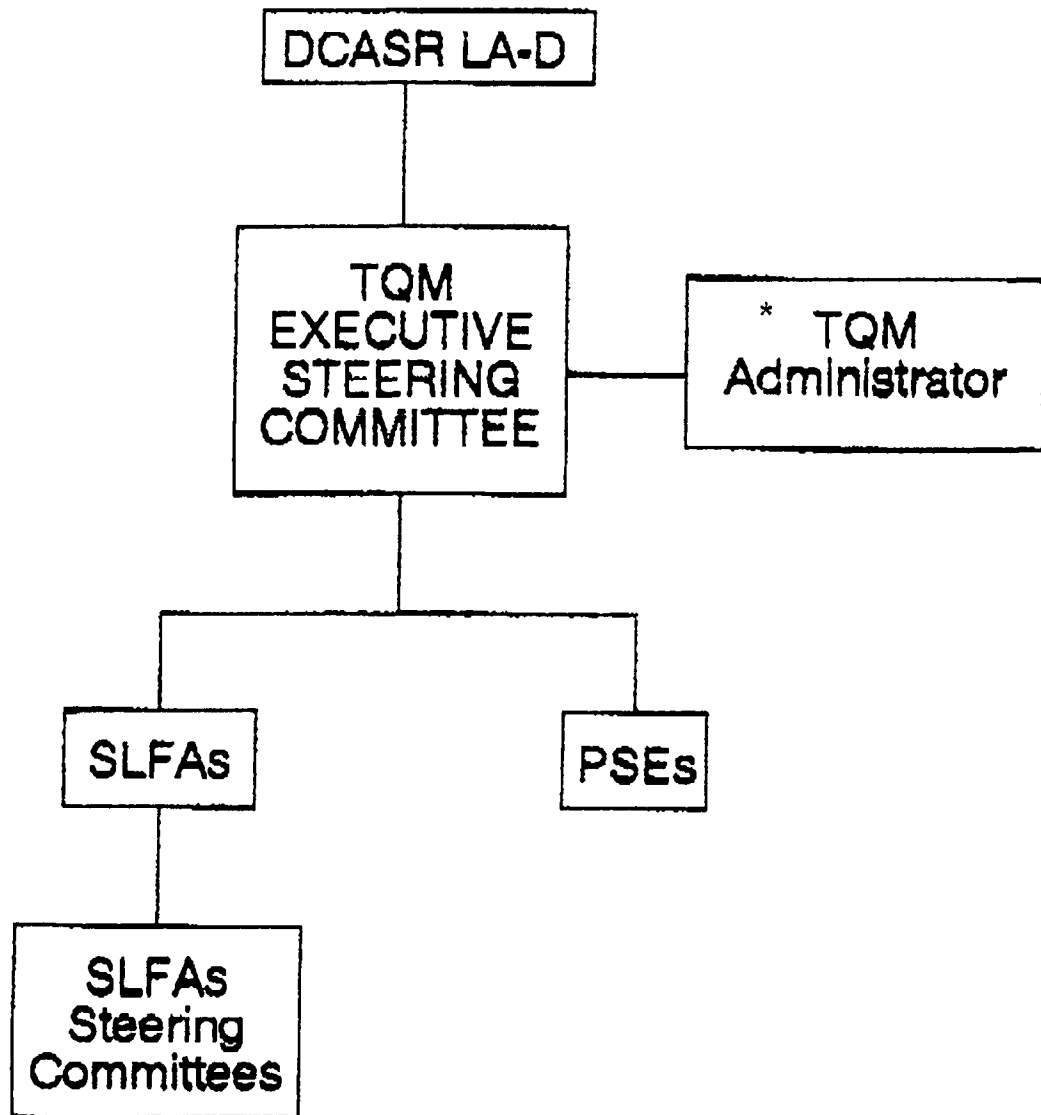 DCASR LA-D
TQM
EXECUTIVE
STEERING
COMMITTEE
* TQM
Administrator
SLFAs
PSEs
SLFAs
Steering
Committees